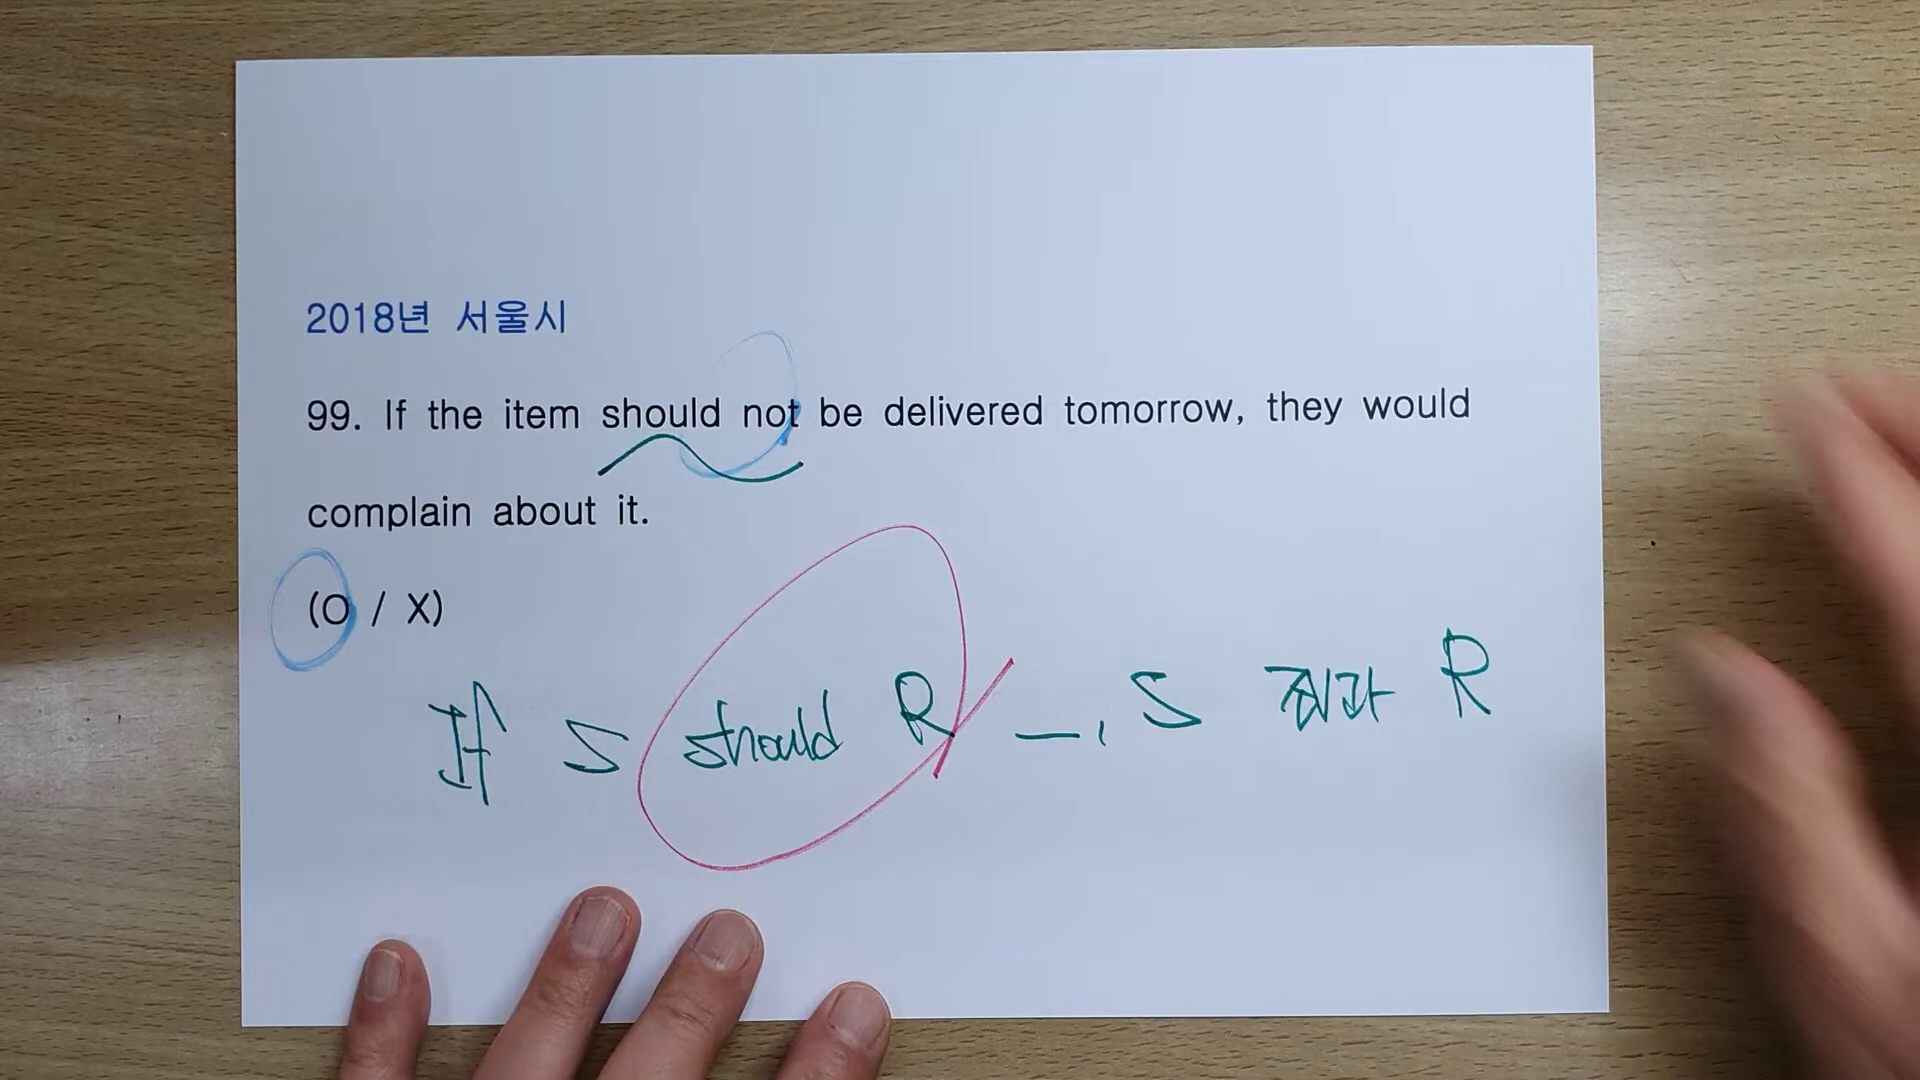 2018년 서울시
99. If the item should not be delivered tomorrow, they would
complain about it.
(O / X)
If S should R _, S 조과 R